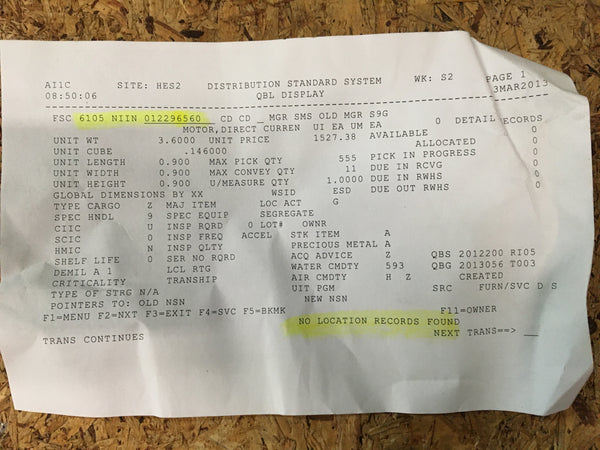 AI1C SITE: HES2 DISTRIBUTION STANDARD SYSTEM WK: S2 PAGE 1
08:50:06 QBL DISPLAY 3MAR2013
FSC 6105 NIIN 012296560__ CD CD _ MGR SMS OLD MGR S9G
MOTOR,DIRECT CURREN UI EA UM EA 0 DETAIL RECORDS
UNIT WT 3.6000 UNIT PRICE 1527.38 AVAILABLE 0
UNIT CUBE .146000 ALLOCATED 0
UNIT LENGTH 0.900 MAX PICK QTY 555 PICK IN PROGRESS 0
UNIT WIDTH 0.900 MAX CONVEY QTY 11 DUE IN RCVG 0
UNIT HEIGHT 0.900 U/MEASURE QTY 1.0000 DUE IN RWHS 0
GLOBAL DIMENSIONS BY XX WSID ESD DUE OUT RWHS 0
TYPE CARGO Z MAJ ITEM LOC ACT G
SPEC HNDL 9 SPEC EQUIP SEGREGATE
CIIC U INSP RQRD 0 LOT# OWNR
SCIC 0 INSP FREQ ACCEL STK ITEM A
HMIC N INSP QLTY PRECIOUS METAL A
SHELF LIFE 0 SER NO RQRD ACQ ADVICE Z QBS 2012200 RI05
DEMIL A 1 LCL RTG WATER CMDTY 593 QBG 2013056 T003
CRITICALITY TRANSHIP AIR CMDTY H Z CREATED
TYPE OF STRG N/A UIT PGM SRC FURN/SVC D S
POINTERS TO: OLD NSN NEW NSN
F1=MENU F2=NXT F3=EXIT F4=SVC F5=BKMK F11=OWNER
NO LOCATION RECORDS FOUND
TRANS CONTINUES NEXT TRANS==> __